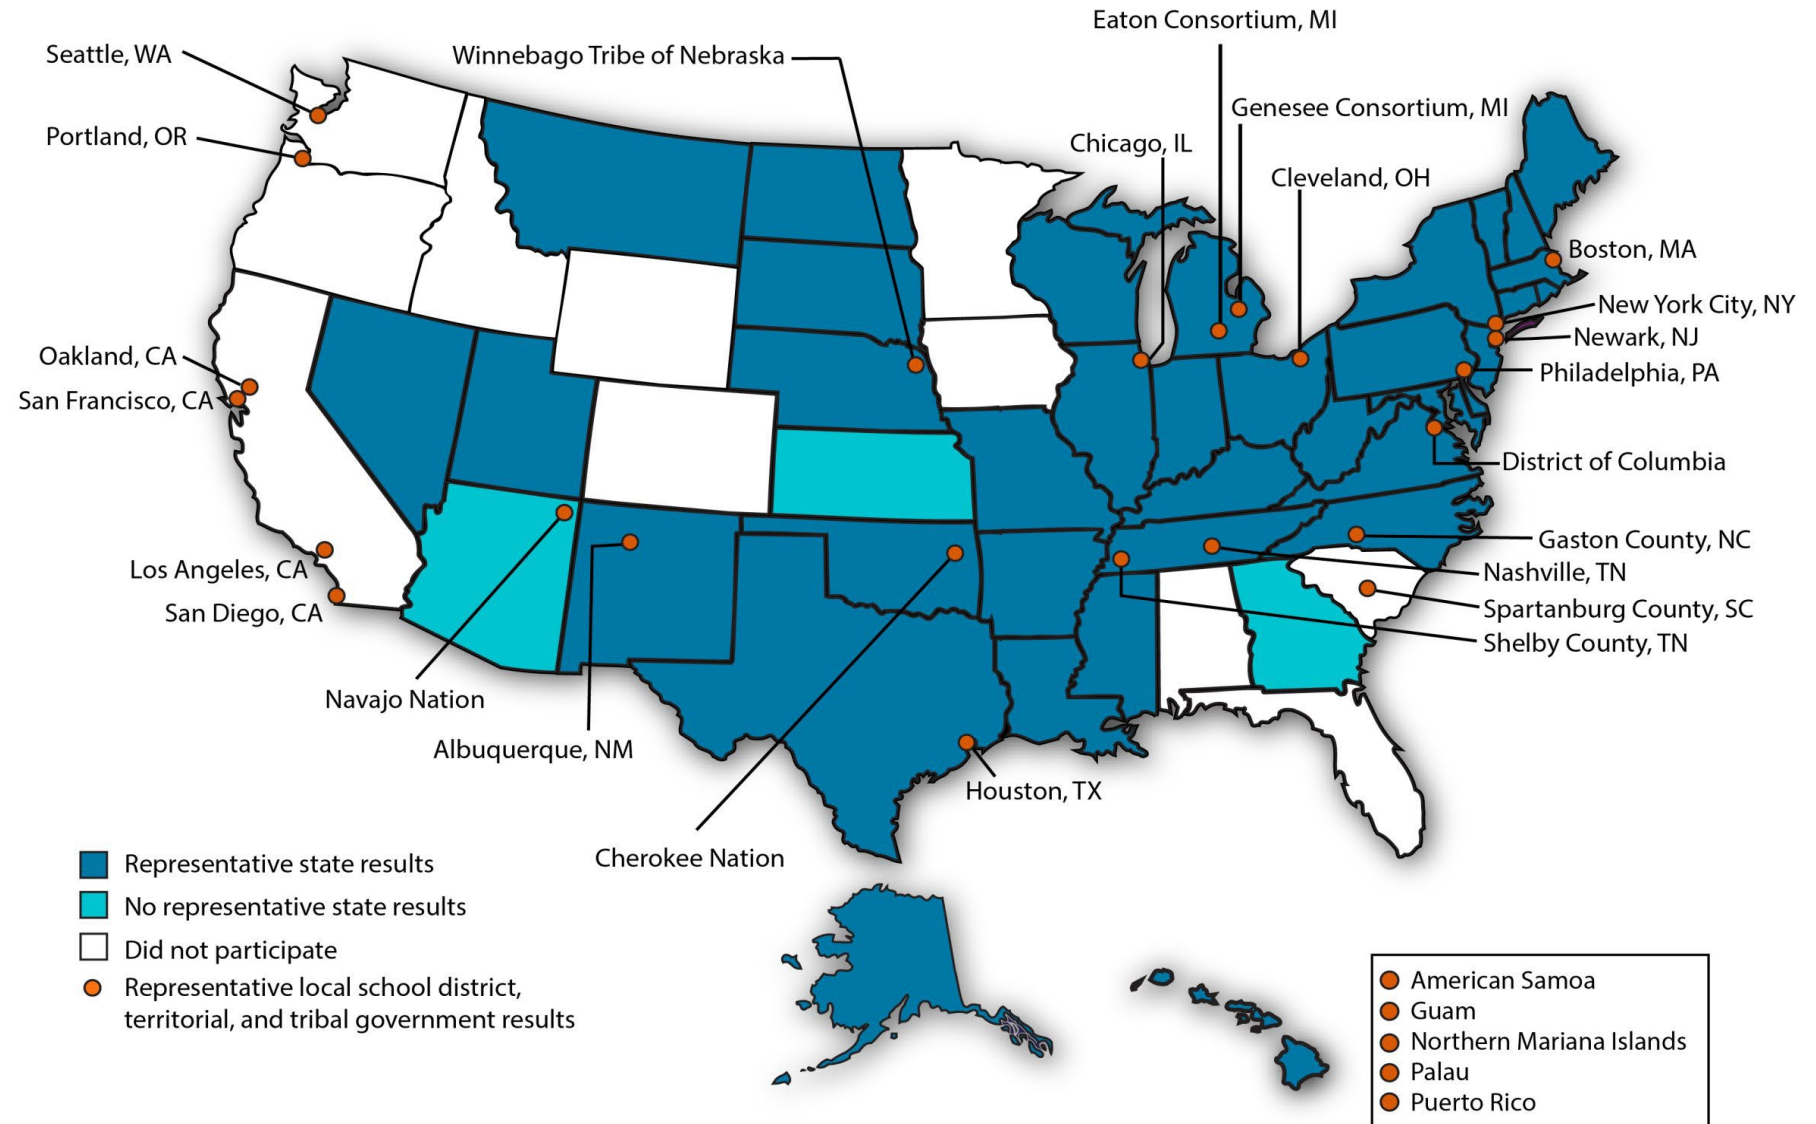 Eaton Consortium, MI
Seattle, WA
Winnebago Tribe of Nebraska
Genesee Consortium, MI
Portland, OR
Chicago, IL
Cleveland, OH
Boston, MA
New York City, NY
Newark, NJ
Oakland, CA
Philadelphia, PA
San Francisco, CA
District of Columbia
Gaston County, NC
Los Angeles, CA
Nashville, TN
San Diego, CA
Spartanburg County, SC
Shelby County, TN
Navajo Nation
Albuquerque, NM
Houston, TX
Cherokee Nation
Representative state results
No representative state results
Did not participate
Representative local school district,
territorial, and tribal government results
American Samoa
Guam
Northern Mariana Islands
Palau
Puerto Rico